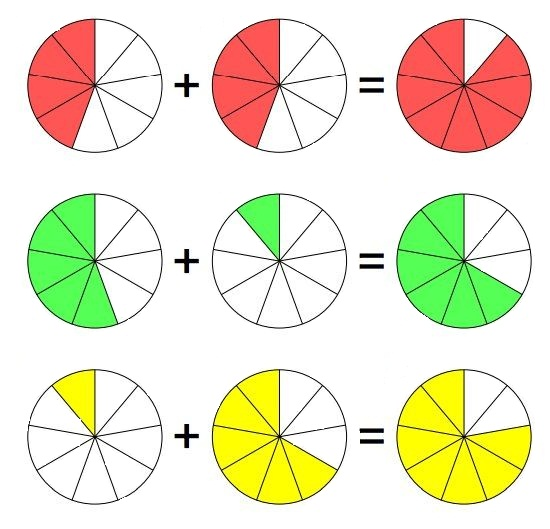 + =
+ =
+ =